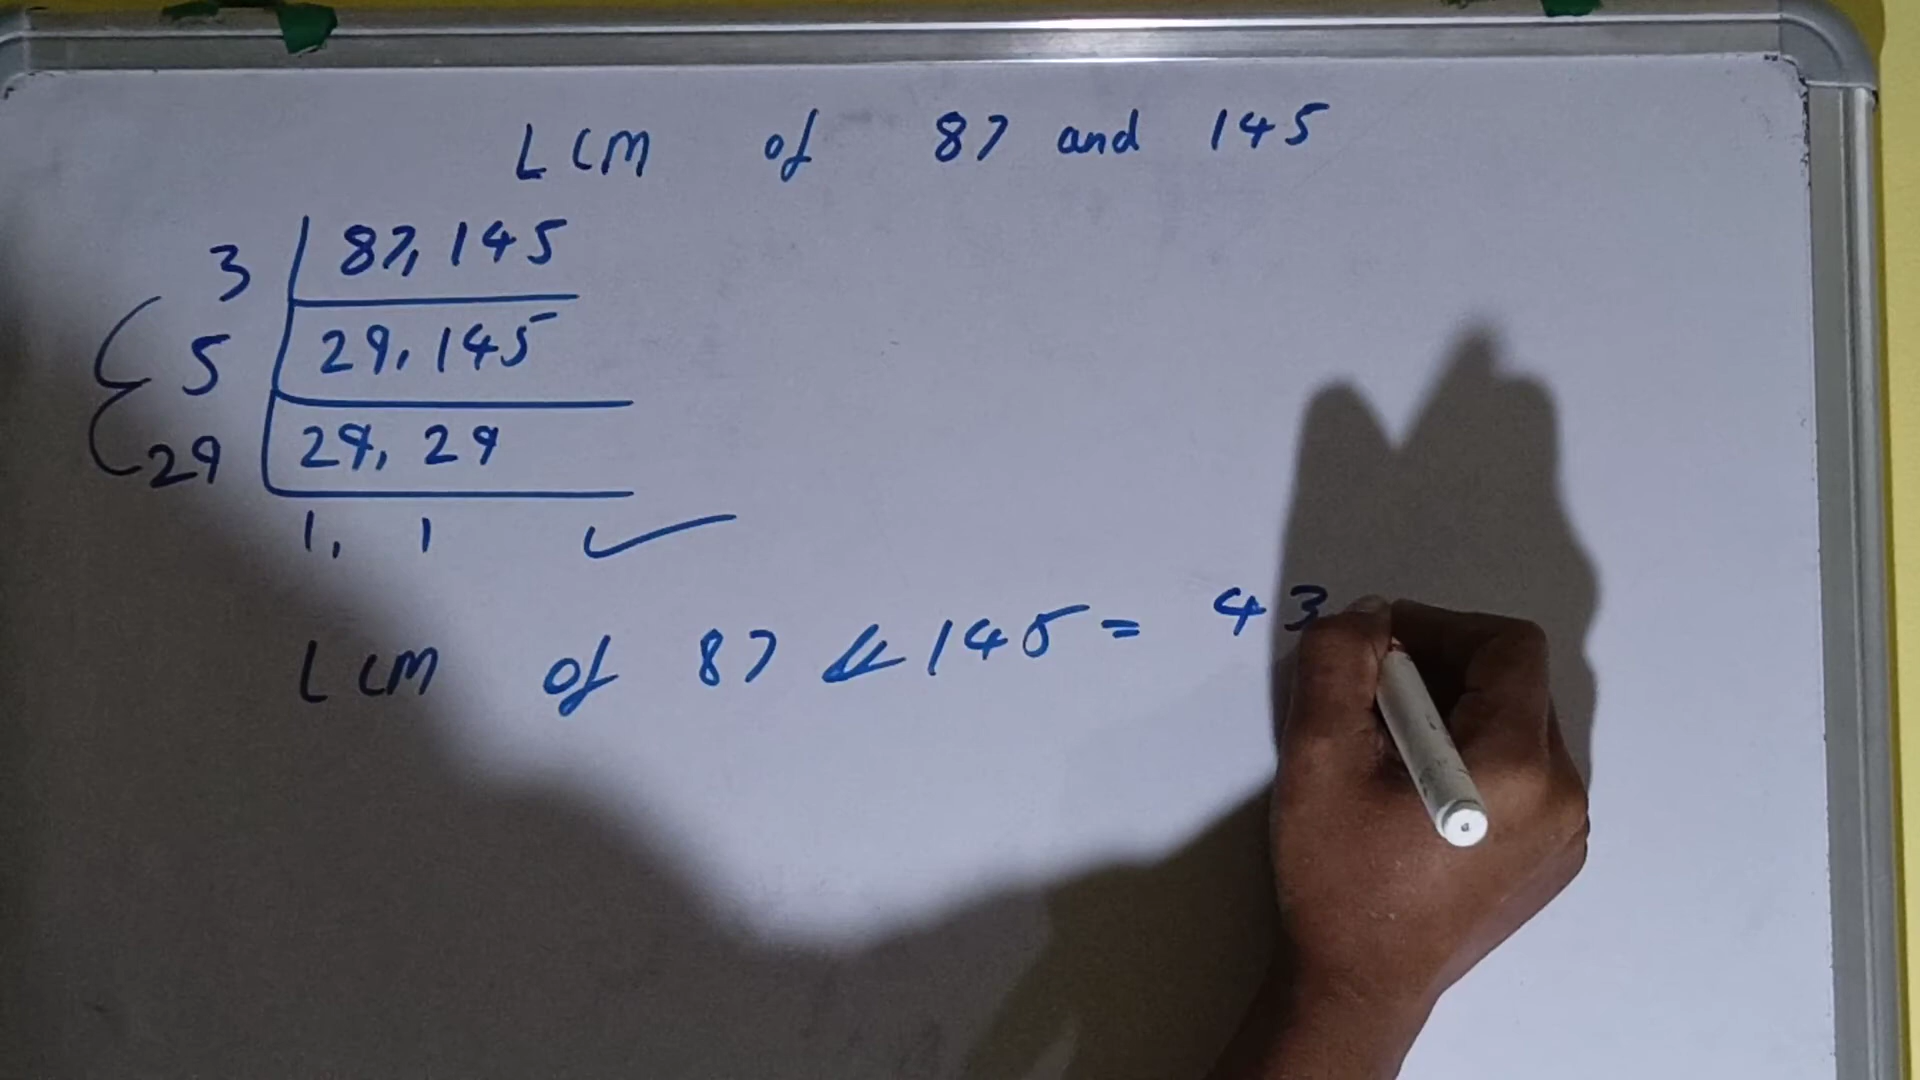 LCM of 87 and 145
3 87, 145
5 29, 145
29 29, 29
1, 1
LCM of 87 & 145 = 43